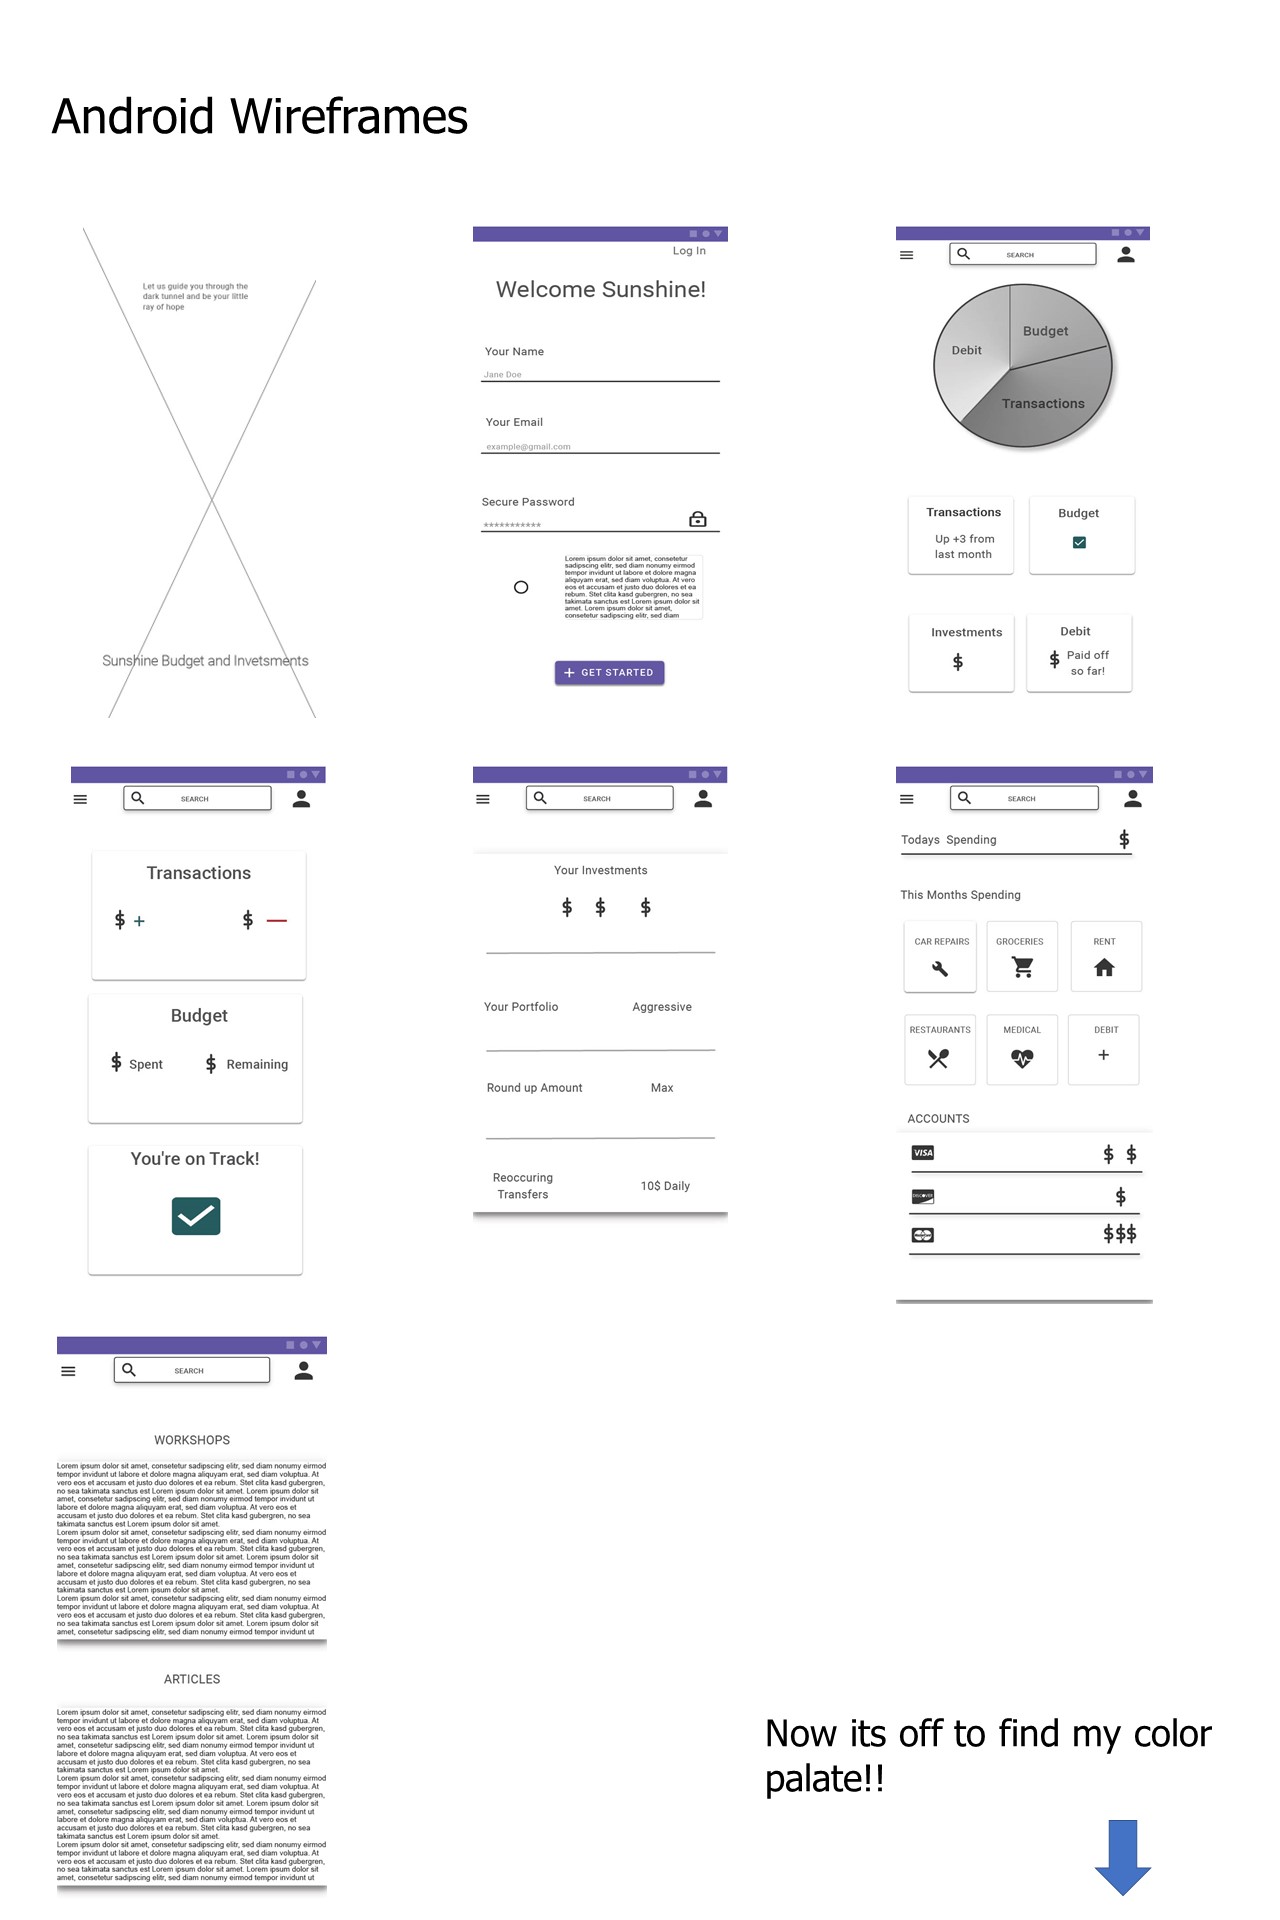 Android Wireframes
Let us guide you through the
dark tunnel and be your little
ray of hope
Sunshine Budget and Invetsments
Log In
Welcome Sunshine!
Your Name
Jane Doe
Your Email
example@gmail.com
Secure Password
***********
Lorem ipsum dolor sit amet, consetetur
sadipscing elitr, sed diam nonumy eirmod
tempor invidunt ut labore et dolore magna
aliquyam erat, sed diam voluptua. At vero
eos et accusam et justo duo dolores et ea
rebum. Stet clita kasd gubergren, no sea
takimata sanctus est Lorem ipsum dolor sit
amet. Lorem ipsum dolor sit amet,
consetetur sadipscing elitr, sed diam
+ GET STARTED
SEARCH
Budget
Debit
Transactions
Transactions
Up +3 from
last month
Budget
Investments
$
Debit
$ Paid off
so far!
SEARCH
Transactions
$ + $ —
Budget
$ Spent $ Remaining
You're on Track!
SEARCH
Your Investments
$ $ $
Your Portfolio Aggressive
Round up Amount Max
Reoccuring
Transfers
10$ Daily
SEARCH
Todays Spending $
This Months Spending
CAR REPAIRS GROCERIES RENT
RESTAURANTS MEDICAL DEBIT
+
ACCOUNTS
VISA $ $
DISCOVER $
$$$
SEARCH
WORKSHOPS
Lorem ipsum dolor sit amet, consetetur sadipscing elitr, sed diam nonumy eirmod
tempor invidunt ut labore et dolore magna aliquyam erat, sed diam voluptua. At
vero eos et accusam et justo duo dolores et ea rebum. Stet clita kasd gubergren,
no sea takimata sanctus est Lorem ipsum dolor sit amet. Lorem ipsum dolor sit
amet, consetetur sadipscing elitr, sed diam nonumy eirmod tempor invidunt ut
labore et dolore magna aliquyam erat, sed diam voluptua. At vero eos et
accusam et justo duo dolores et ea rebum. Stet clita kasd gubergren, no sea
takimata sanctus est Lorem ipsum dolor sit amet.
Lorem ipsum dolor sit amet, consetetur sadipscing elitr, sed diam nonumy eirmod
tempor invidunt ut labore et dolore magna aliquyam erat, sed diam voluptua. At
vero eos et accusam et justo duo dolores et ea rebum. Stet clita kasd gubergren,
no sea takimata sanctus est Lorem ipsum dolor sit amet. Lorem ipsum dolor sit
amet, consetetur sadipscing elitr, sed diam nonumy eirmod tempor invidunt ut
labore et dolore magna aliquyam erat, sed diam voluptua. At vero eos et
accusam et justo duo dolores et ea rebum. Stet clita kasd gubergren, no sea
takimata sanctus est Lorem ipsum dolor sit amet.
Lorem ipsum dolor sit amet, consetetur sadipscing elitr, sed diam nonumy eirmod
tempor invidunt ut labore et dolore magna aliquyam erat, sed diam voluptua. At
vero eos et accusam et justo duo dolores et ea rebum. Stet clita kasd gubergren,
no sea takimata sanctus est Lorem ipsum dolor sit amet. Lorem ipsum dolor sit
amet, consetetur sadipscing elitr, sed diam nonumy eirmod tempor invidunt ut
ARTICLES
Lorem ipsum dolor sit amet, consetetur sadipscing elitr, sed diam nonumy eirmod
tempor invidunt ut labore et dolore magna aliquyam erat, sed diam voluptua. At
vero eos et accusam et justo duo dolores et ea rebum. Stet clita kasd gubergren,
no sea takimata sanctus est Lorem ipsum dolor sit amet. Lorem ipsum dolor sit
amet, consetetur sadipscing elitr, sed diam nonumy eirmod tempor invidunt ut
labore et dolore magna aliquyam erat, sed diam voluptua. At vero eos et
accusam et justo duo dolores et ea rebum. Stet clita kasd gubergren, no sea
takimata sanctus est Lorem ipsum dolor sit amet.
Lorem ipsum dolor sit amet, consetetur sadipscing elitr, sed diam nonumy eirmod
tempor invidunt ut labore et dolore magna aliquyam erat, sed diam voluptua. At
vero eos et accusam et justo duo dolores et ea rebum. Stet clita kasd gubergren,
no sea takimata sanctus est Lorem ipsum dolor sit amet. Lorem ipsum dolor sit
amet, consetetur sadipscing elitr, sed diam nonumy eirmod tempor invidunt ut
labore et dolore magna aliquyam erat, sed diam voluptua. At vero eos et
accusam et justo duo dolores et ea rebum. Stet clita kasd gubergren, no sea
takimata sanctus est Lorem ipsum dolor sit amet.
Lorem ipsum dolor sit amet, consetetur sadipscing elitr, sed diam nonumy eirmod
tempor invidunt ut labore et dolore magna aliquyam erat, sed diam voluptua. At
vero eos et accusam et justo duo dolores et ea rebum. Stet clita kasd gubergren,
no sea takimata sanctus est Lorem ipsum dolor sit amet. Lorem ipsum dolor sit
amet, consetetur sadipscing elitr, sed diam nonumy eirmod tempor invidunt ut
Now its off to find my color
palate!!